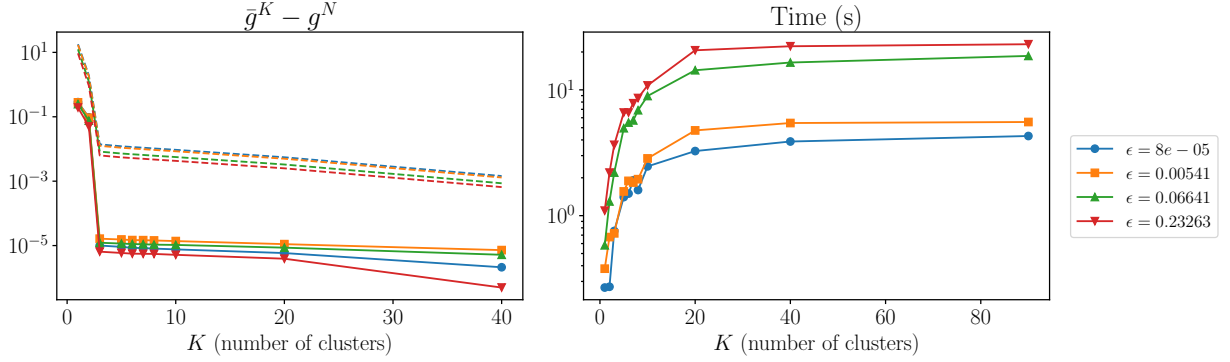 ḡ^K − g^N
10^1
10^−1
10^−3
10^−5
0 10 20 30 40
K (number of clusters)
Time (s)
10^1
10^0
0 20 40 60 80
K (number of clusters)
ϵ = 8e − 05
ϵ = 0.00541
ϵ = 0.06641
ϵ = 0.23263